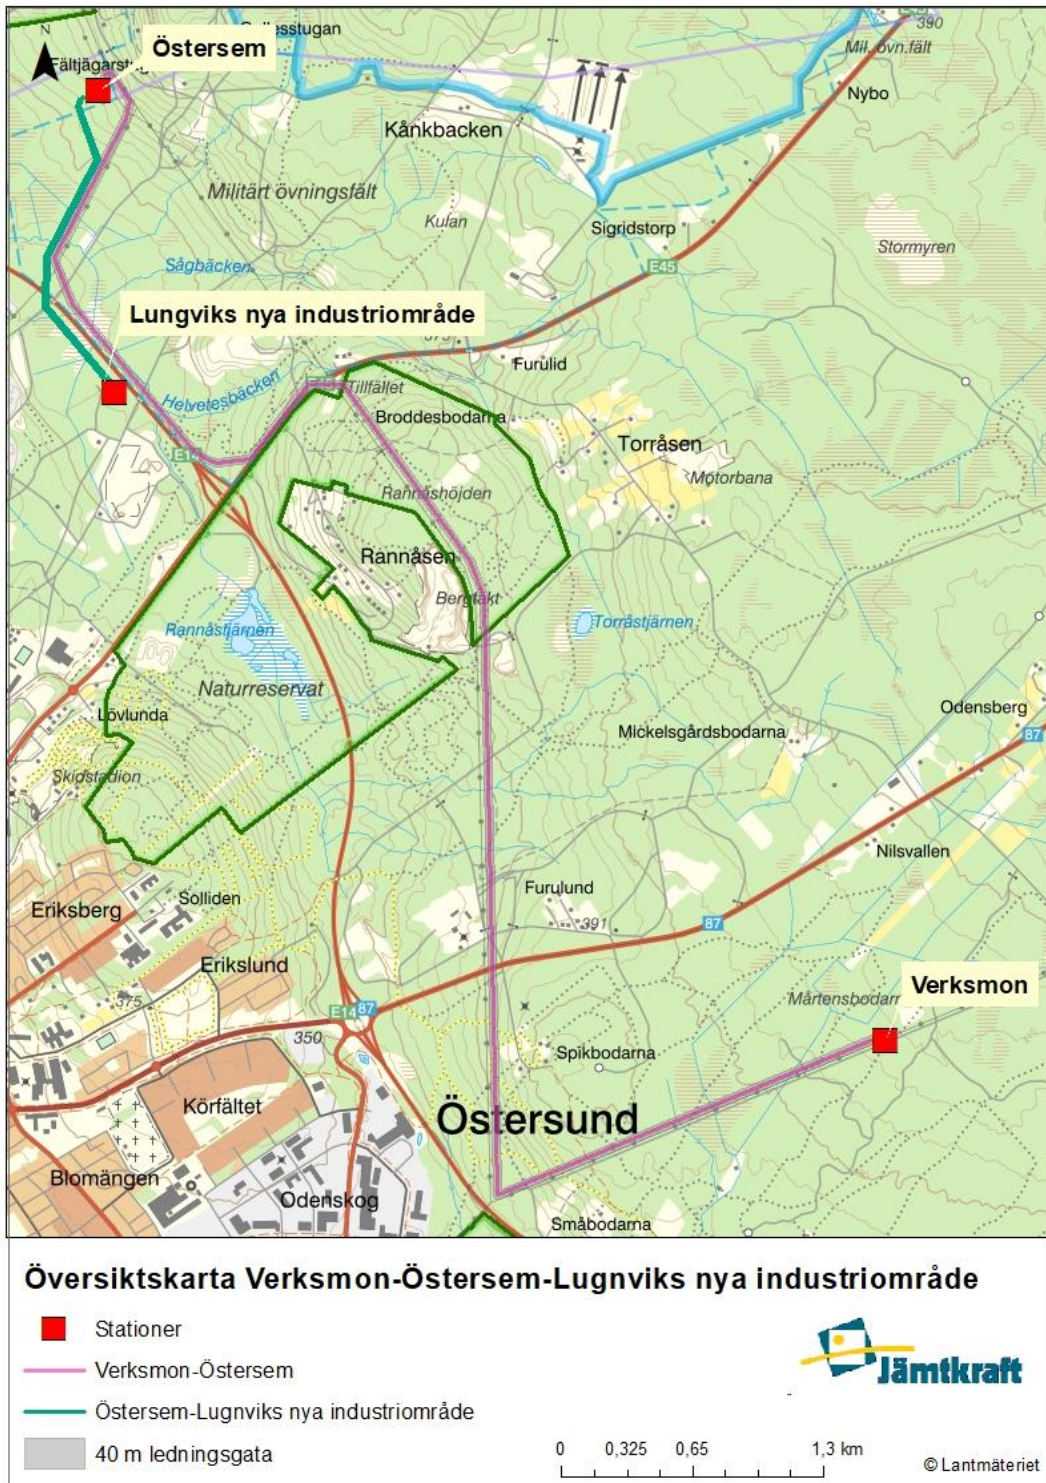 N
390
Östersem
Mil. övn.fält
Nybo
Kånkbacken
Militärt övningsfält
Kulan
Sigridstorp
Stormyren
Sågbäcken
E45
Lungviks nya industriområde
375
Furulid
Tillfället
Helvetesbäcken
Broddesbodarna
Torråsen
E14
Motorbana
Rannåshöjden
Rannåsen
Bergtäkt
Rannåstjärnen
Torråstjärnen
Naturreservat
Odensberg
Lövlunda
Mickelsgårdsbodarna
87
Skidstadion
Nilsvallen
Solliden
Furulund
Eriksberg
391
87
Erikslund
Verksmon
375
E14
87
350
Spikbodarna
Körfältet
Östersund
Blomängen
Odenskog
Småbodarna
Översiktskarta Verksmon-Östersem-Lugnviks nya industriområde
Stationer
Verksmon-Östersem
Jämtkraft
Östersem-Lugnviks nya industriområde
40 m ledningsgata
0 0,325 0,65 1,3 km
© Lantmäteriet